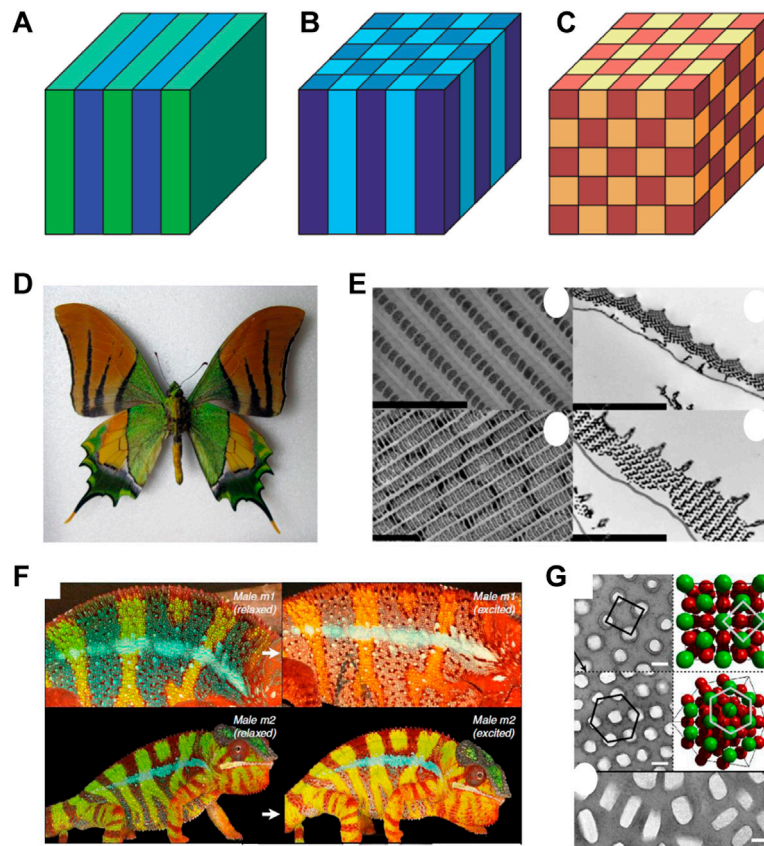 A
B
C
D
E
F
Male m1
(relaxed)
Male m1
(excited)
Male m2
(relaxed)
Male m2
(excited)
G